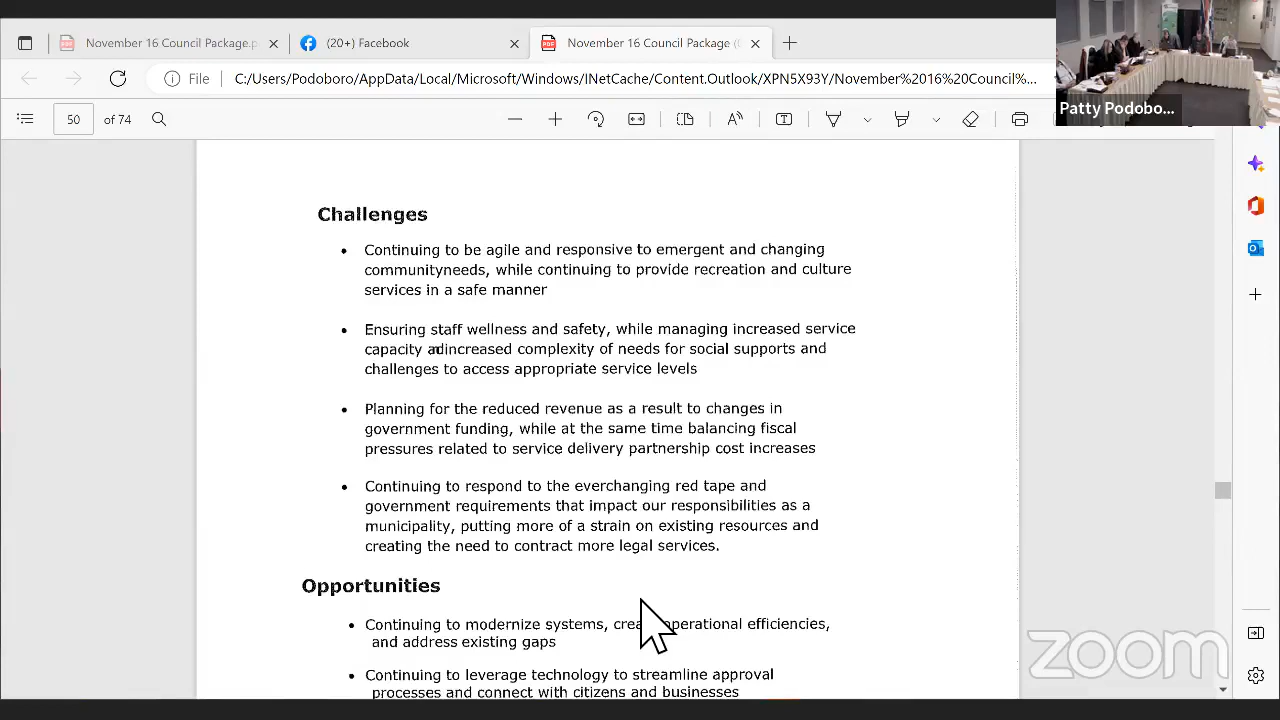 November 16 Council Package.p
(20+) Facebook
November 16 Council Package (
File
C:/Users/Podoboro/AppData/Local/Microsoft/Windows/INetCache/Content.Outlook/XPN5X93Y/November%2016%20Council%...
Patty Podobo...
50 of 74
Challenges
• Continuing to be agile and responsive to emergent and changing
communityneeds, while continuing to provide recreation and culture
services in a safe manner
• Ensuring staff wellness and safety, while managing increased service
capacity adincreased complexity of needs for social supports and
challenges to access appropriate service levels
• Planning for the reduced revenue as a result to changes in
government funding, while at the same time balancing fiscal
pressures related to service delivery partnership cost increases
• Continuing to respond to the everchanging red tape and
government requirements that impact our responsibilities as a
municipality, putting more of a strain on existing resources and
creating the need to contract more legal services.
Opportunities
• Continuing to modernize systems, crea operational efficiencies,
and address existing gaps
• Continuing to leverage technology to streamline approval
processes and connect with citizens and businesses
zoom